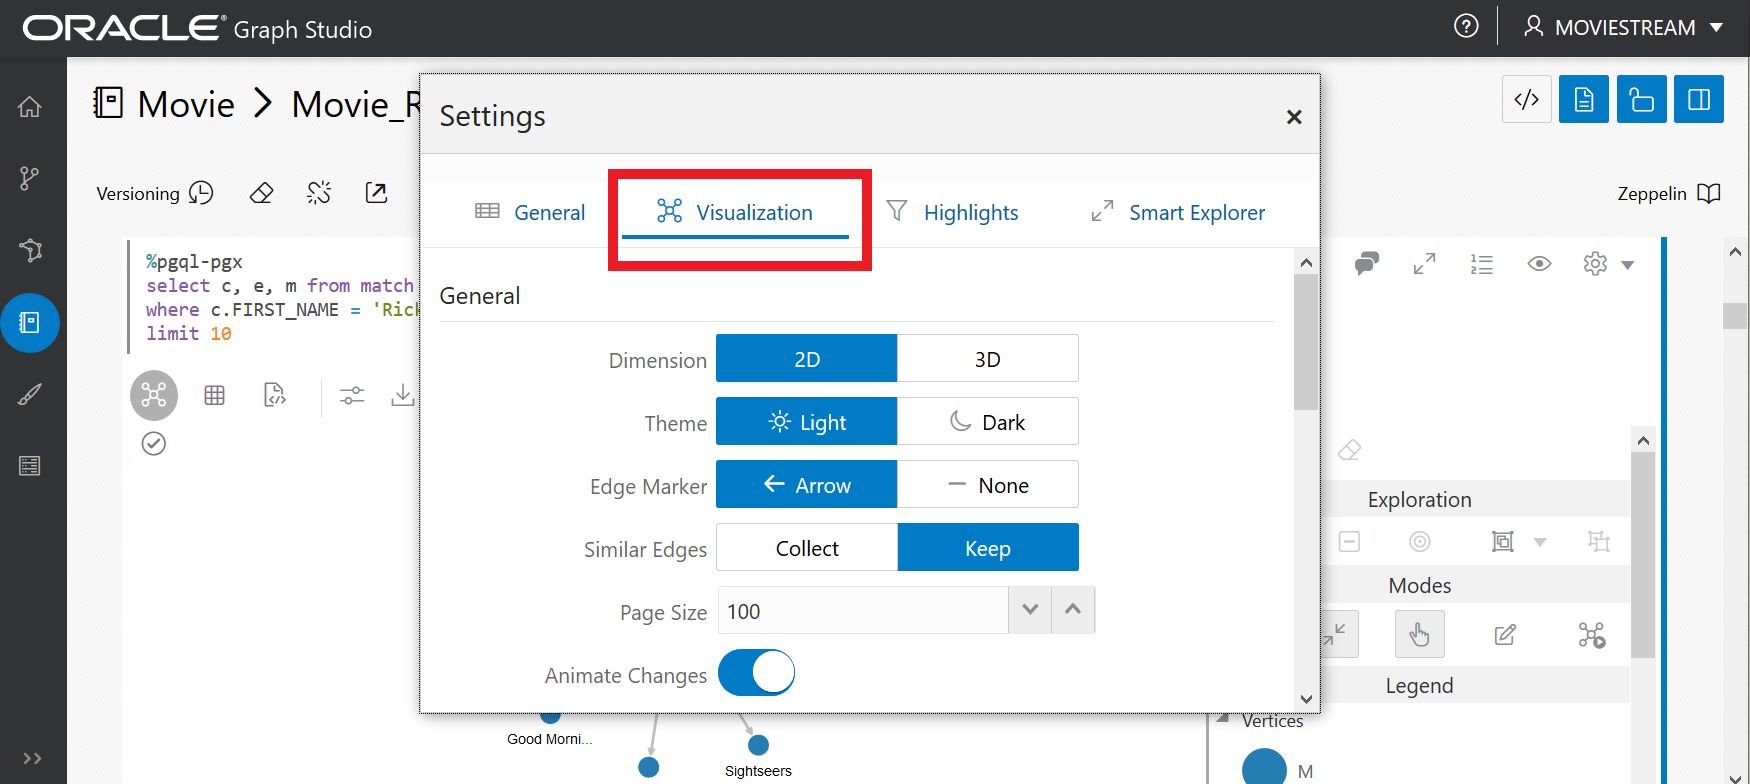 ORACLE® Graph Studio
MOVIESTREAM
Movie > Movie_R
Settings
Versioning
Zeppelin
General
Visualization
Highlights
Smart Explorer
%pgql-pgx
select c, e, m from match
where c.FIRST_NAME = 'Rick
limit 10
General
Dimension 2D 3D
Theme Light Dark
Edge Marker Arrow None
Similar Edges Collect Keep
Page Size 100
Animate Changes
Exploration
Modes
Legend
Vertices
M
Good Morni...
Sightseers